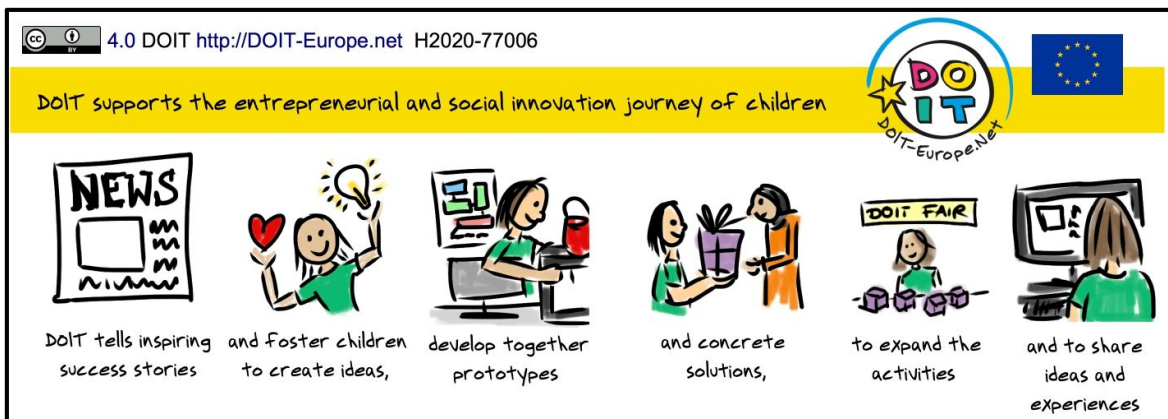 cc BY 4.0 DOIT http://DOIT-Europe.net H2020-77006
DOIT supports the entrepreneurial and social innovation journey of children
DO
IT
DOIT-Europe.Net
NEWS
DOIT tells inspiring
success stories
and foster children
to create ideas,
develop together
prototypes
and concrete
solutions,
DOIT FAIR
to expand the
activities
and to share
ideas and
experiences